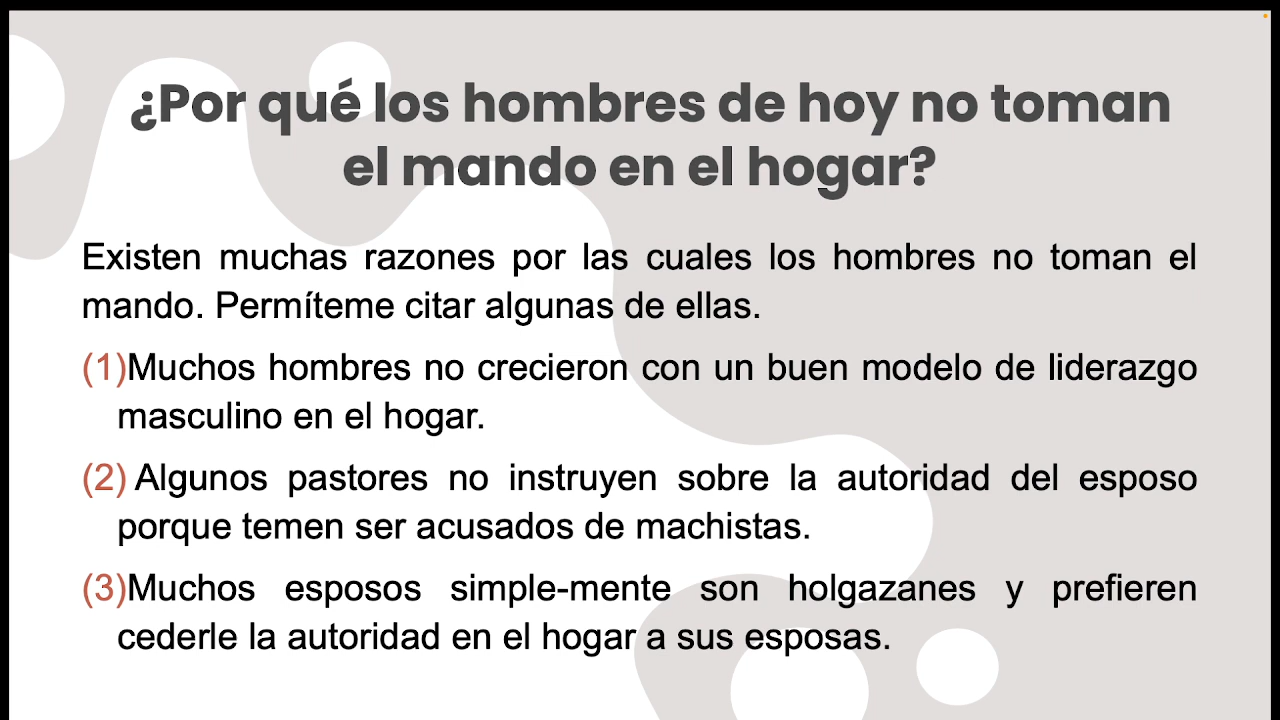 ¿Por qué los hombres de hoy no toman
el mando en el hogar?
Existen muchas razones por las cuales los hombres no toman el
mando. Permíteme citar algunas de ellas.
(1)Muchos hombres no crecieron con un buen modelo de liderazgo
masculino en el hogar.
(2) Algunos pastores no instruyen sobre la autoridad del esposo
porque temen ser acusados de machistas.
(3)Muchos esposos simple-mente son holgazanes y prefieren
cederle la autoridad en el hogar a sus esposas.